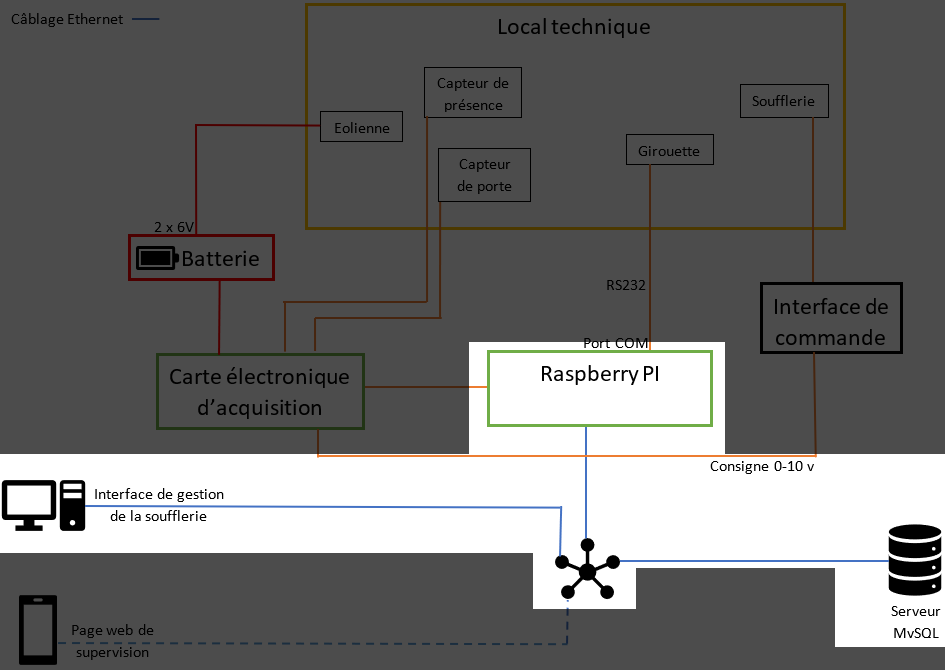 Câblage Ethernet
Local technique
Capteur de
présence
Soufflerie
Eolienne
Girouette
Capteur
de porte
2 x 6V
Batterie
RS232
Interface de
commande
Port COM
Carte électronique
d'acquisition
Raspberry PI
Consigne 0-10 v
Interface de gestion
de la soufflerie
Serveur
MySQL
Page web de
supervision